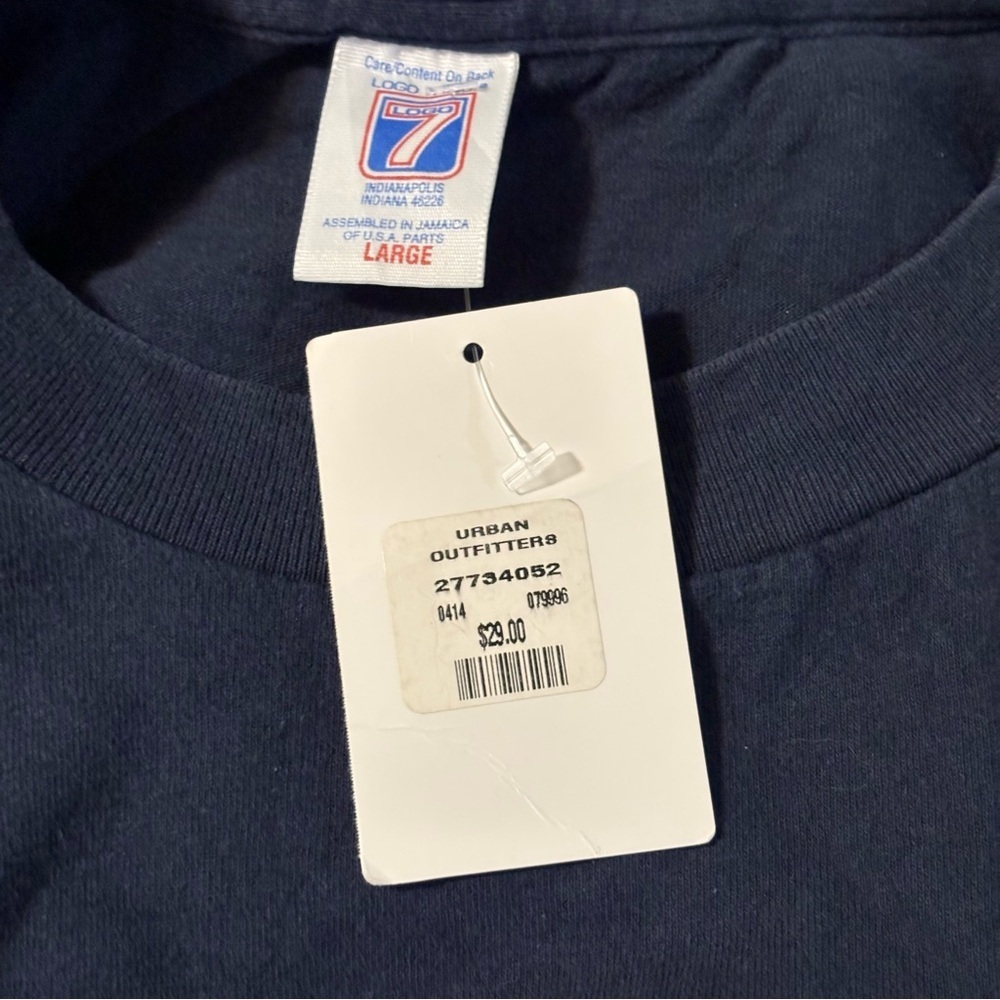 Care/Content On Back
LOGO
LOGO
7
INDIANAPOLIS
INDIANA 46226
ASSEMBLED IN JAMAICA
OF U.S.A. PARTS
LARGE
URBAN
OUTFITTERS
27734052
0414 079996
$29.00